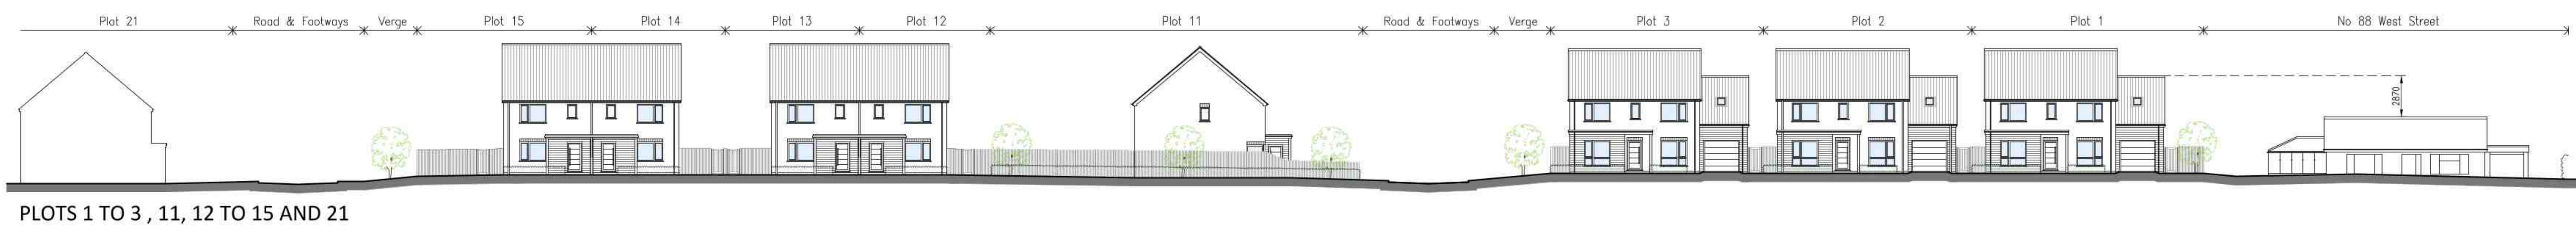 Plot 21 Road & Footways Verge Plot 15 Plot 14 Plot 13 Plot 12 Plot 11 Road & Footways Verge Plot 3 Plot 2 Plot 1 No 88 West Street
2870
PLOTS 1 TO 3 , 11, 12 TO 15 AND 21